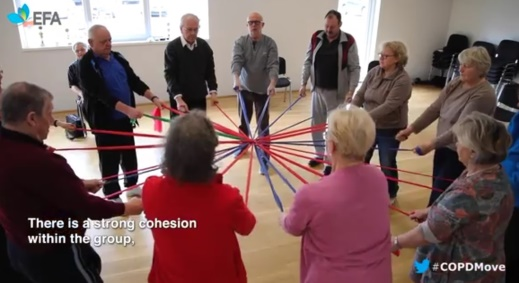 EFA
There is a strong cohesion
within the group,
#COPDMove